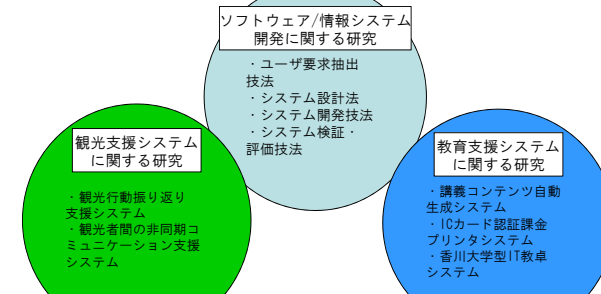 ソフトウェア/情報システム
開発に関する研究
・ユーザ要求抽出
技法
・システム設計法
・システム開発技法
・システム検証・
評価技法
観光支援システム
に関する研究
・観光行動振り返り
支援システム
・観光者間の非同期コ
ミュニケーション支援
システム
教育支援システム
に関する研究
・講義コンテンツ自動
生成システム
・ICカード認証課金
プリンタシステム
・香川大学型IT教卓
システム